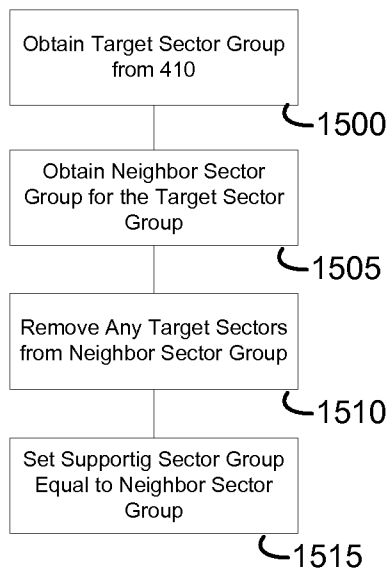 Obtain Target Sector Group
from 410
1500
Obtain Neighbor Sector
Group for the Target Sector
Group
1505
Remove Any Target Sectors
from Neighbor Sector Group
1510
Set Supportig Sector Group
Equal to Neighbor Sector
Group
1515